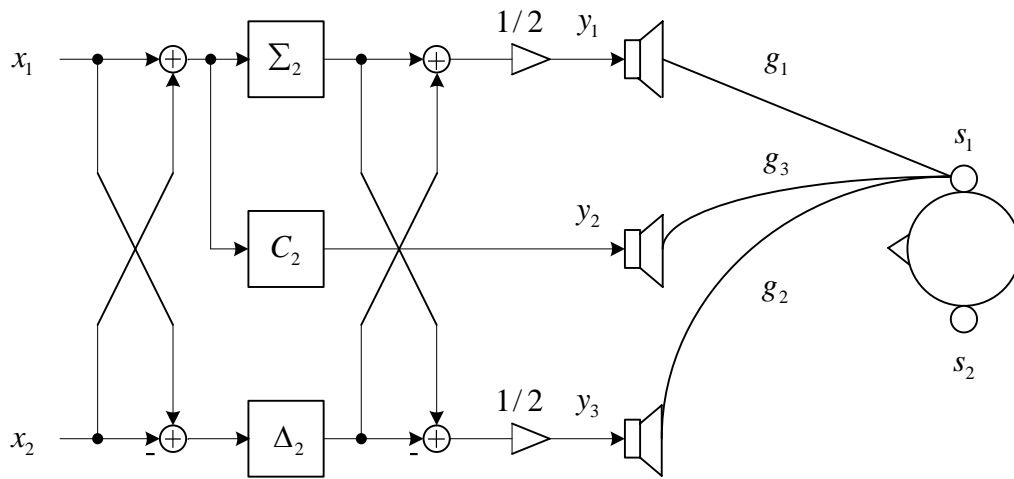 1/2
y₁
x₁
+
Σ₂
+
g₁
s₁
g₃
y₂
C₂
g₂
s₂
1/2
y₃
x₂
+
-
Δ₂
+
-